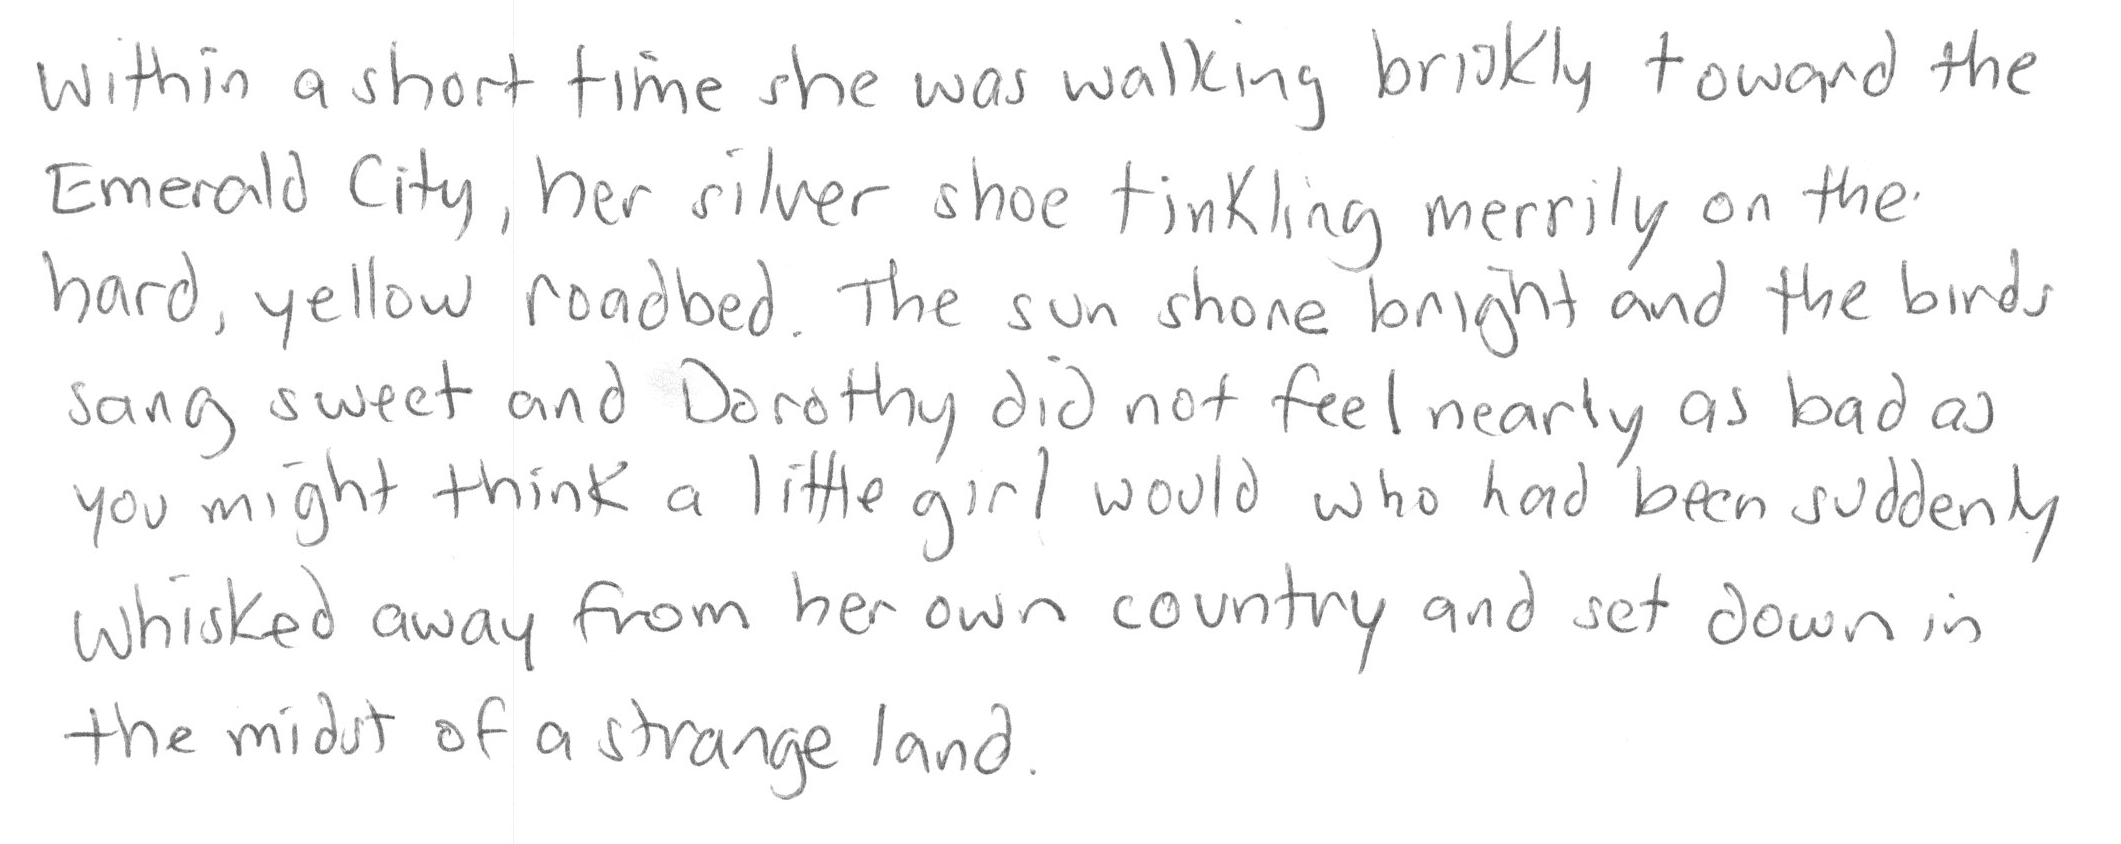 Within a short time she was walking briskly toward the
Emerald City, her silver shoe tinkling merrily on the
hard, yellow roadbed. The sun shone bright and the birds
sang sweet and Dorothy did not feel nearly as bad as
you might think a little girl would who had been suddenly
whisked away from her own country and set down in
the midst of a strange land.